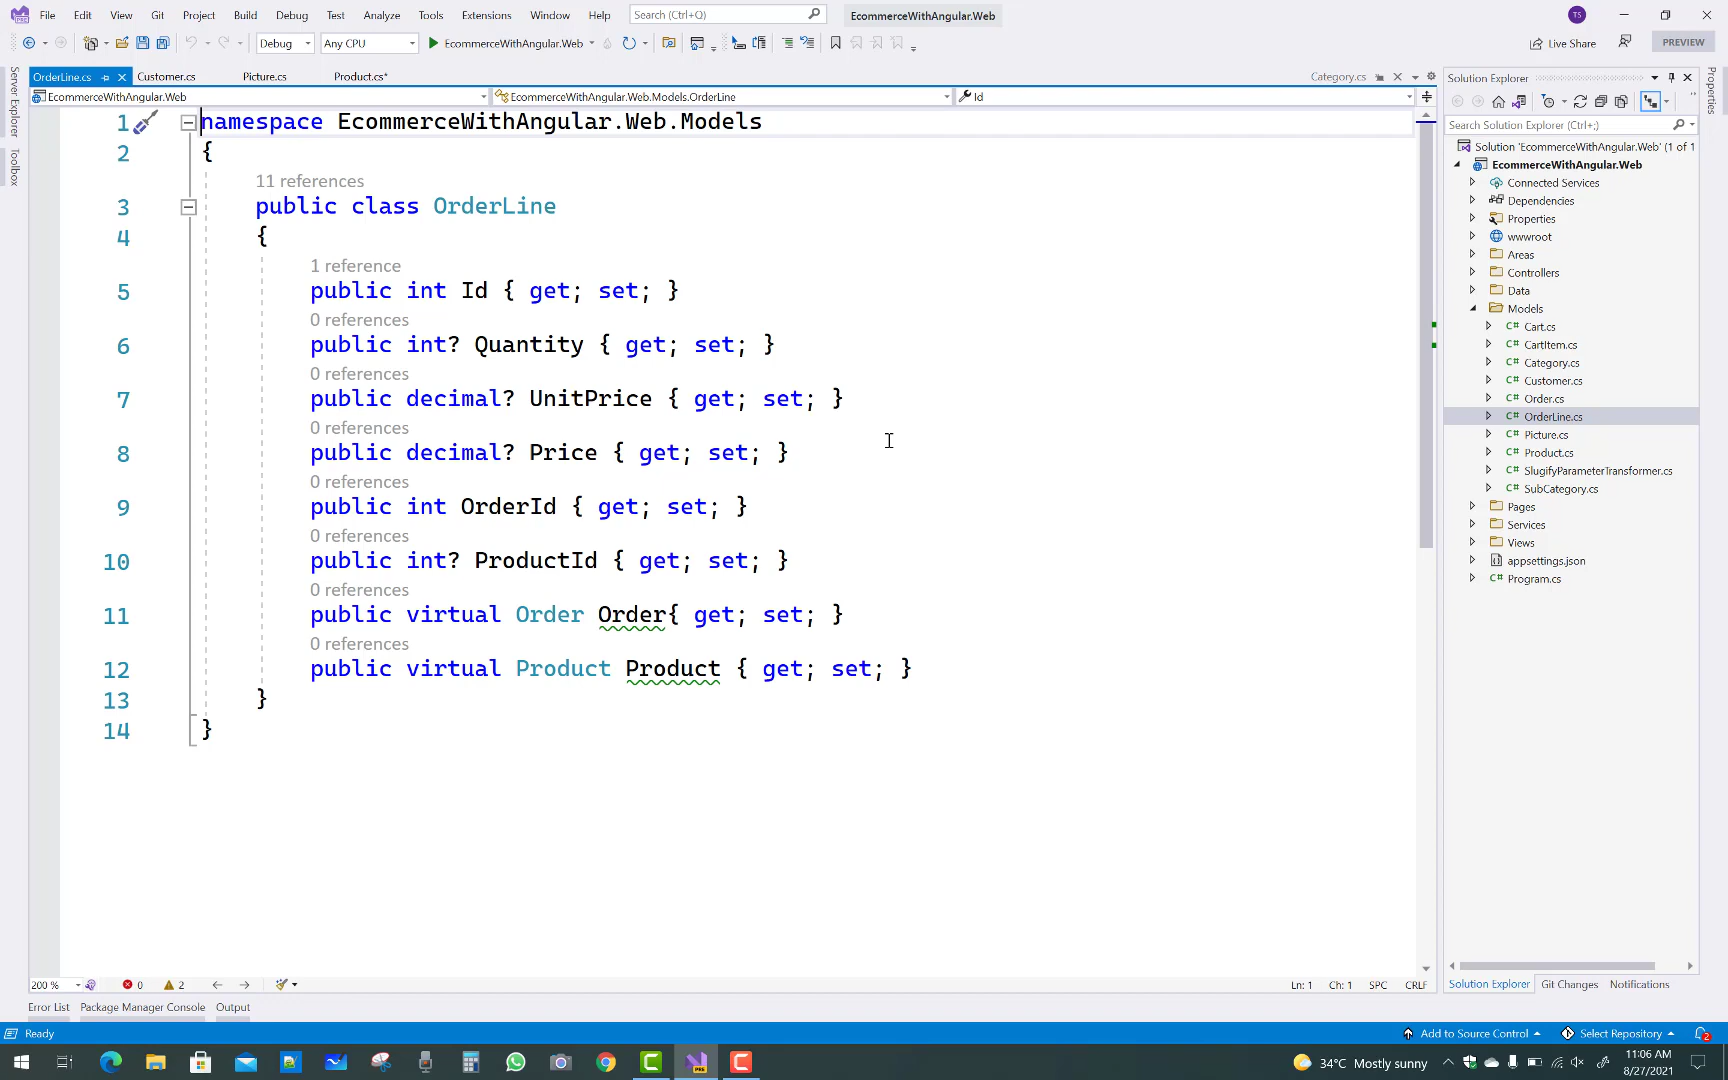 File Edit View Git Project Build Debug Test Analyze Tools Extensions Window Help Search (Ctrl+Q) EcommerceWithAngular.Web TS
Debug Any CPU EcommerceWithAngular.Web Live Share PREVIEW
OrderLine.cs Customer.cs Picture.cs Product.cs* Category.cs
EcommerceWithAngular.Web EcommerceWithAngular.Web.Models.OrderLine Id
Server Explorer
Toolbox
1 namespace EcommerceWithAngular.Web.Models
2 {
11 references
3 public class OrderLine
4 {
1 reference
5 public int Id { get; set; }
0 references
6 public int? Quantity { get; set; }
0 references
7 public decimal? UnitPrice { get; set; }
0 references
8 public decimal? Price { get; set; }
0 references
9 public int OrderId { get; set; }
0 references
10 public int? ProductId { get; set; }
0 references
11 public virtual Order Order{ get; set; }
0 references
12 public virtual Product Product { get; set; }
13 }
14 }
Solution Explorer
Search Solution Explorer (Ctrl+;)
Solution 'EcommerceWithAngular.Web' (1 of 1
EcommerceWithAngular.Web
Connected Services
Dependencies
Properties
wwwroot
Areas
Controllers
Data
Models
C# Cart.cs
C# CartItem.cs
C# Category.cs
C# Customer.cs
C# Order.cs
C# OrderLine.cs
C# Picture.cs
C# Product.cs
C# SlugifyParameterTransformer.cs
C# SubCategory.cs
Pages
Services
Views
appsettings.json
C# Program.cs
Properties
200 % 0 2 Ln: 1 Ch: 1 SPC CRLF
Solution Explorer Git Changes Notifications
Error List Package Manager Console Output
Ready Add to Source Control Select Repository 2
34°C Mostly sunny 11:06 AM
8/27/2021